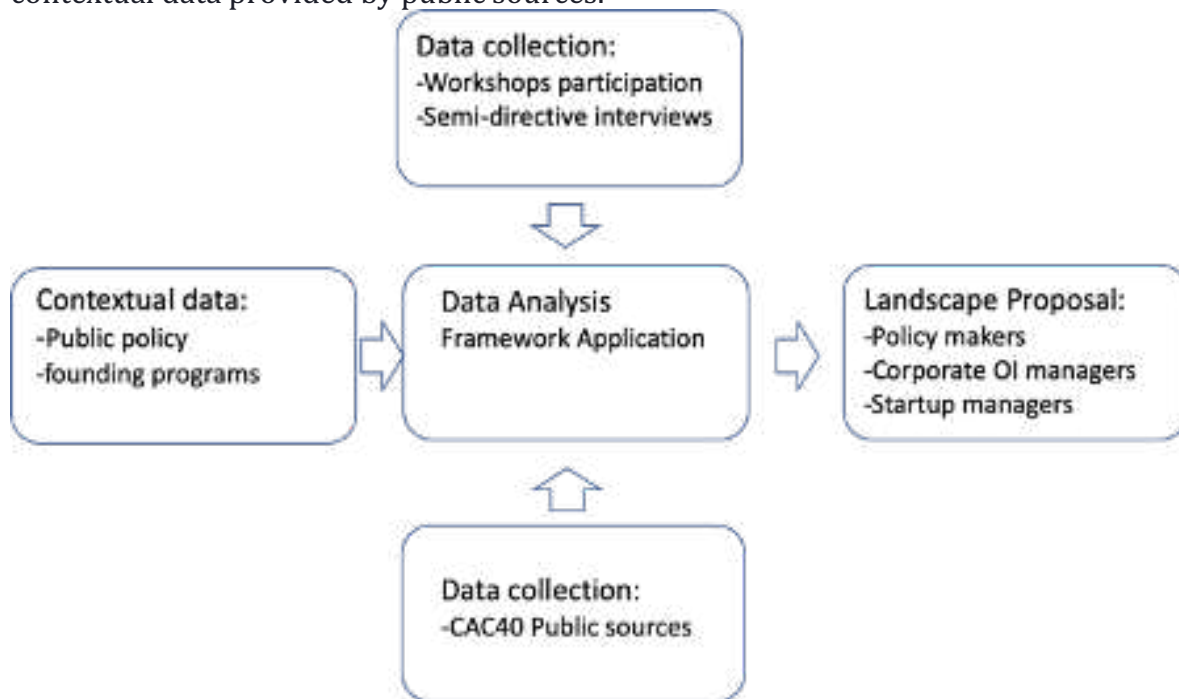 contextual data provided by public sources.
Data collection:
-Workshops participation
-Semi-directive interviews
Contextual data:
-Public policy
-founding programs
Data Analysis
Framework Application
Landscape Proposal:
-Policy makers
-Corporate OI managers
-Startup managers
Data collection:
-CAC40 Public sources